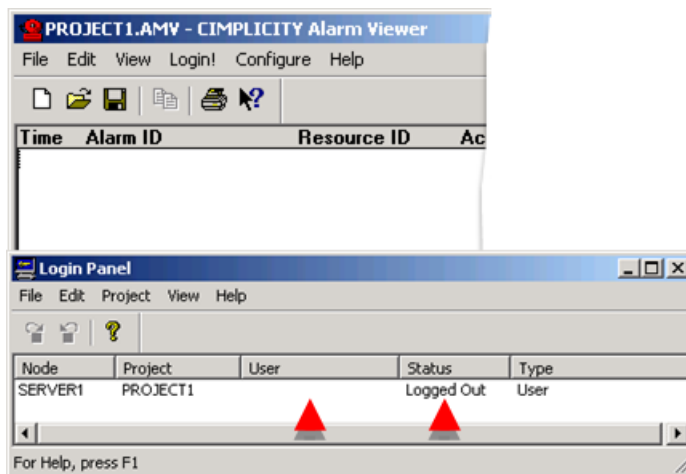 PROJECT1.AMV - CIMPLICITY Alarm Viewer
File Edit View Login! Configure Help
Time Alarm ID Resource ID Ac
Login Panel
File Edit Project View Help
Node Project User Status Type
SERVER1 PROJECT1 Logged Out User
For Help, press F1